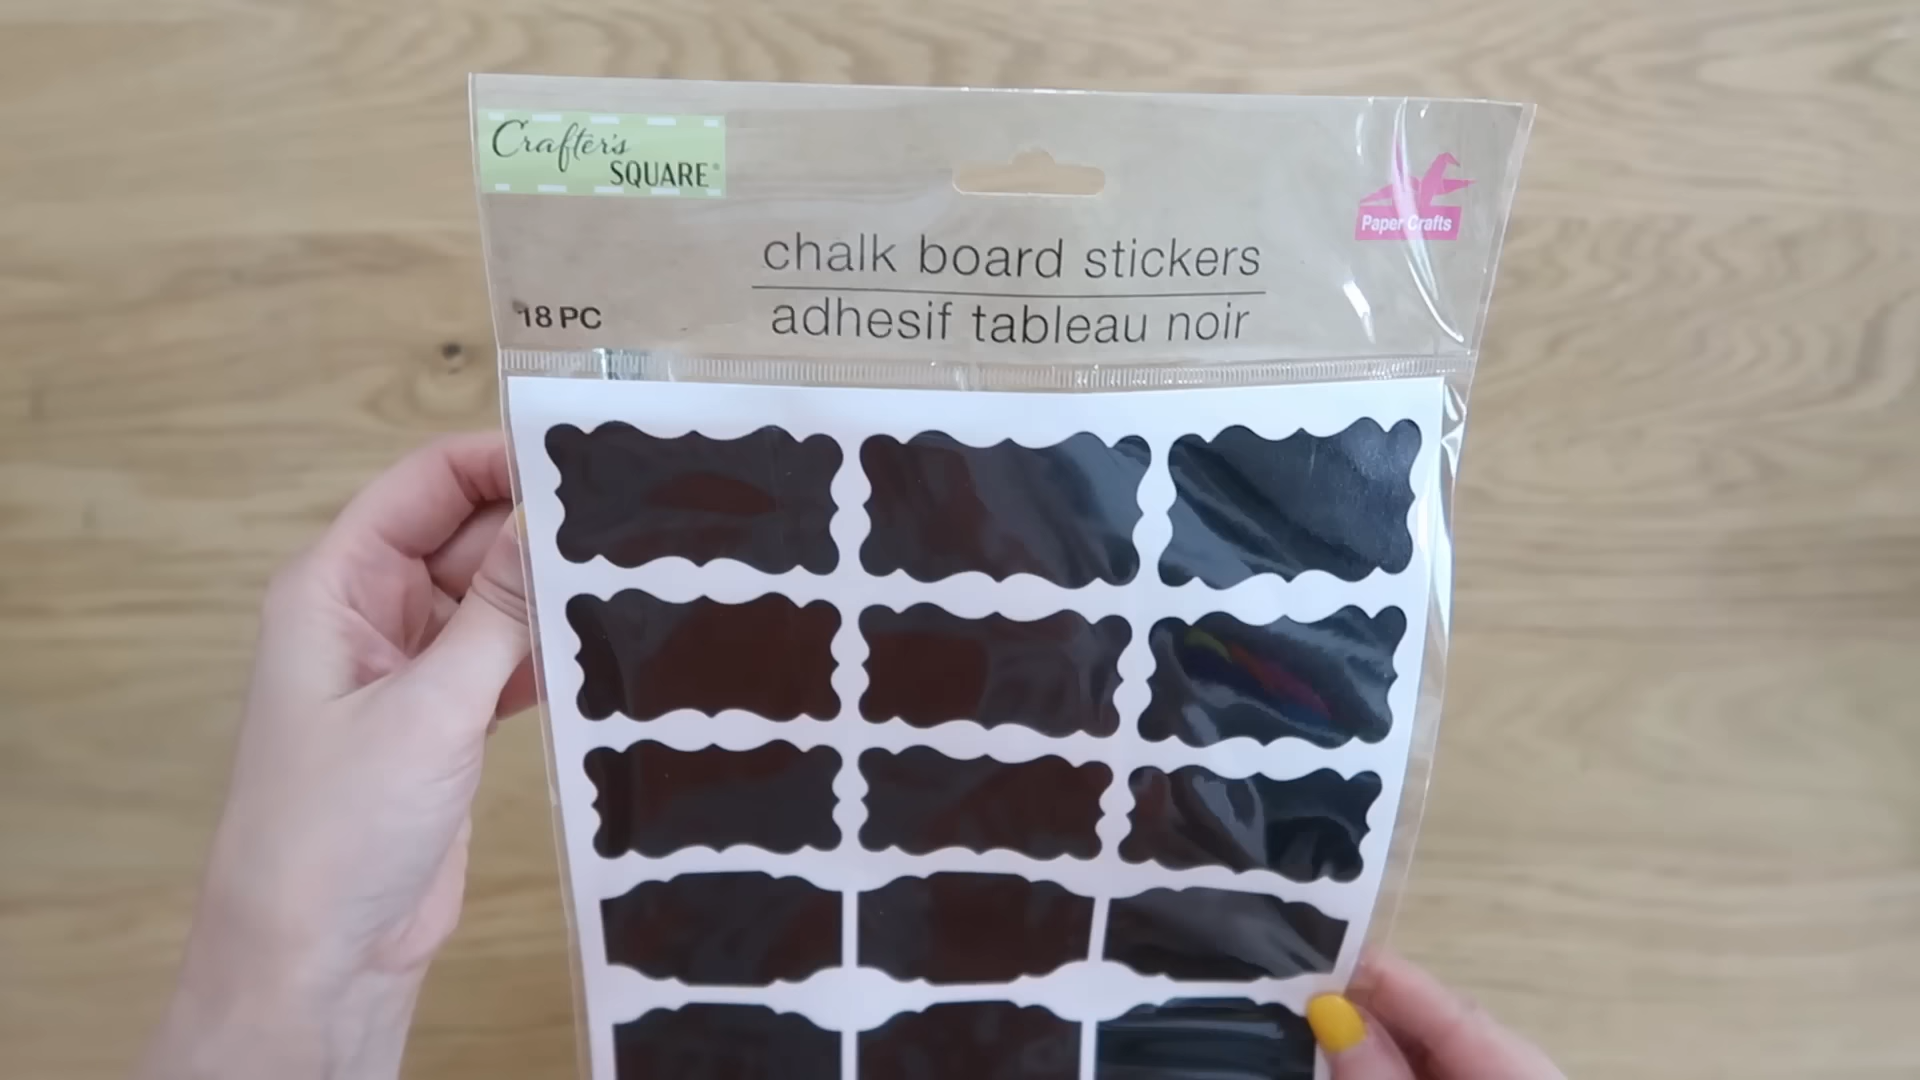 Crafter's
SQUARE®
Paper Crafts
chalk board stickers
adhesif tableau noir
18 PC